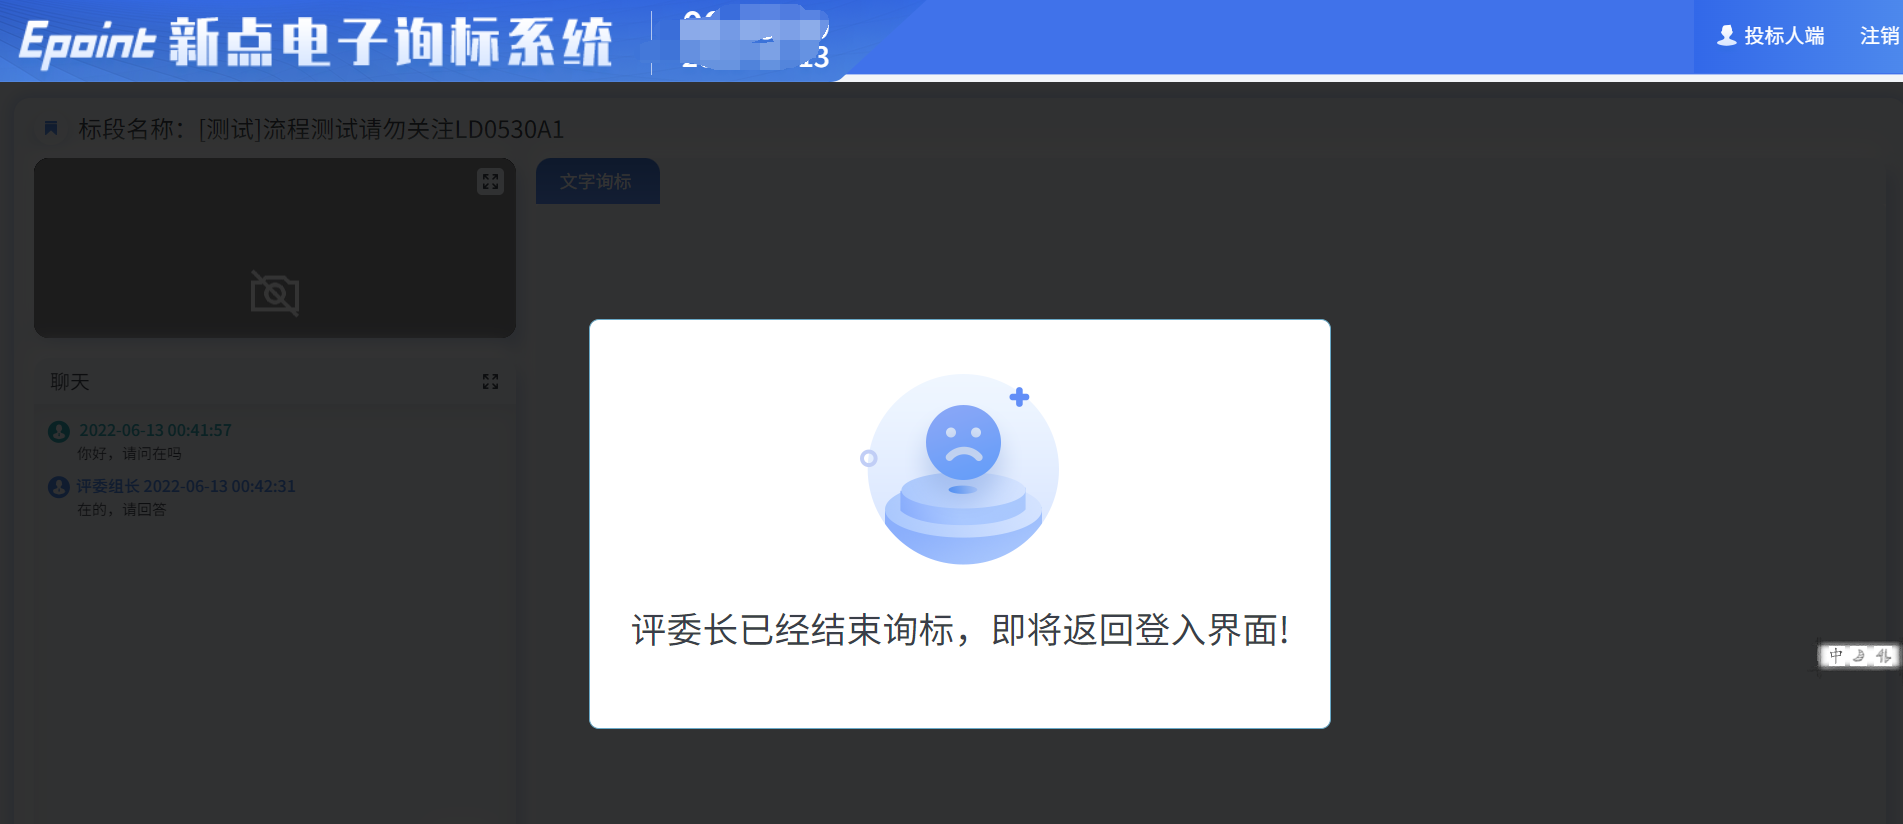 Epoint 新点电子询标系统
投标人端 注销
标段名称：[测试]流程测试请勿关注LD0530A1
文字询标
聊天
2022-06-13 00:41:57
你好，请问在吗
评委组长 2022-06-13 00:42:31
在的，请回答
评委长已经结束询标，即将返回登入界面!
中